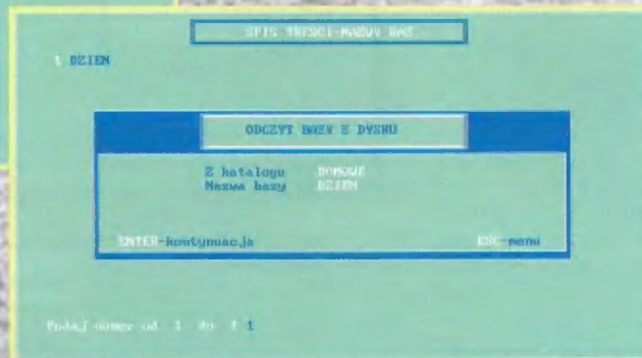 SPIS TRESCI-NAZWY BAZ
1 DZIEN
ODCZYT BAZY Z DYSKU
Z katalogu DOMOWE
Nazwa bazy DZIEN
ENTER-kontynuacja ESC-menu
Podaj numer od 1 do 1 1